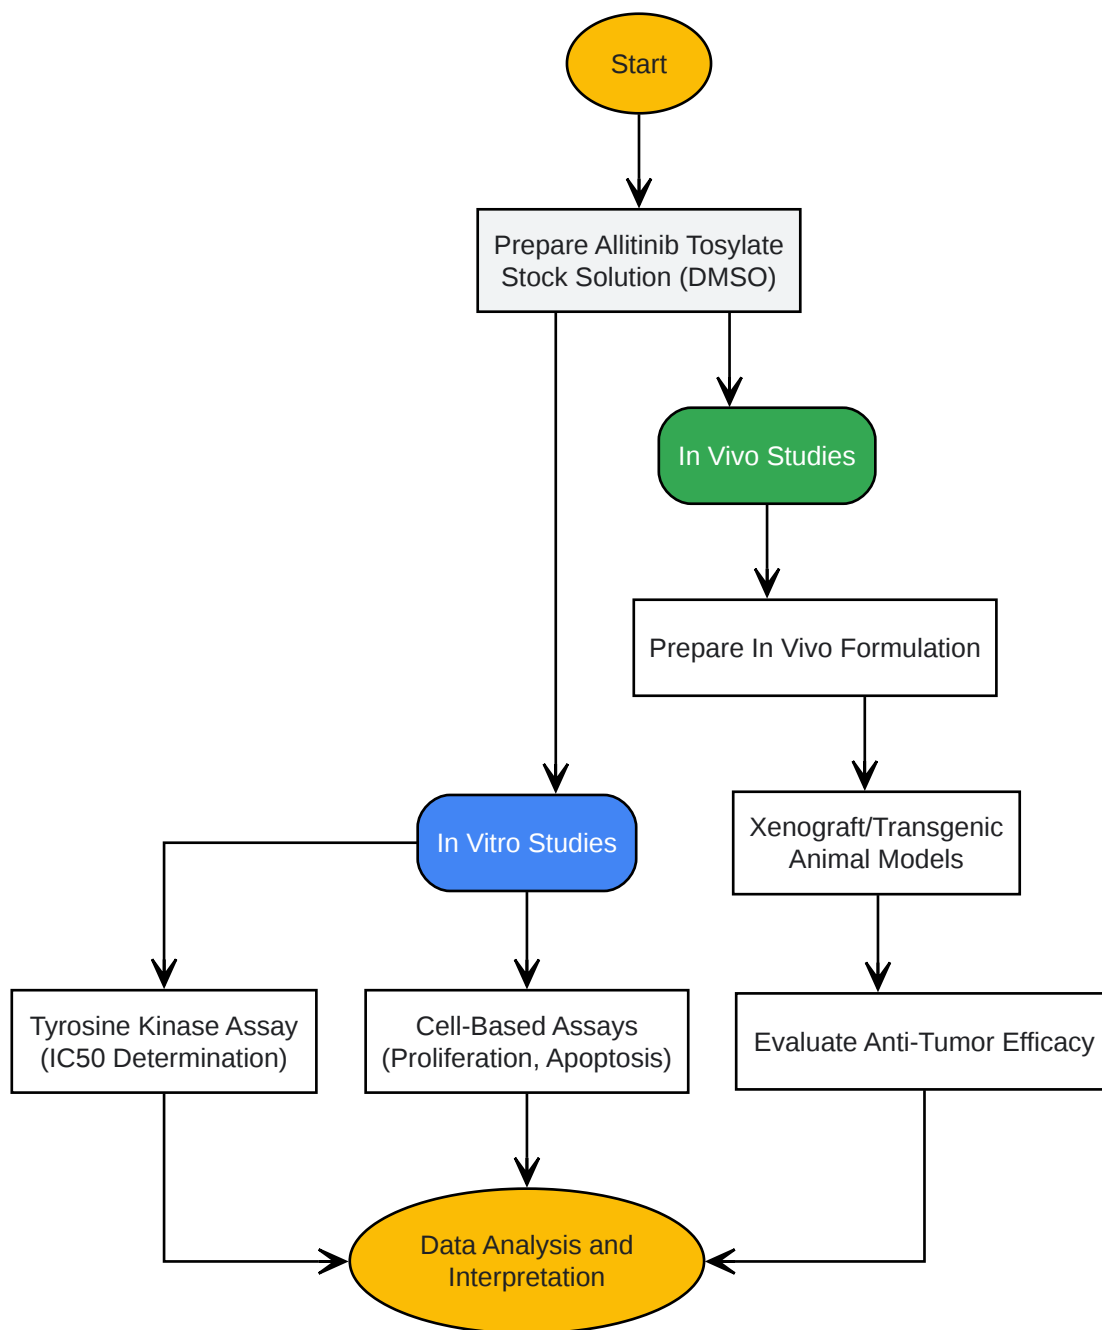 Start
Prepare Allitinib Tosylate
Stock Solution (DMSO)
In Vivo Studies
Prepare In Vivo Formulation
In Vitro Studies
Xenograft/Transgenic
Animal Models
Tyrosine Kinase Assay
(IC50 Determination)
Cell-Based Assays
(Proliferation, Apoptosis)
Evaluate Anti-Tumor Efficacy
Data Analysis and
Interpretation